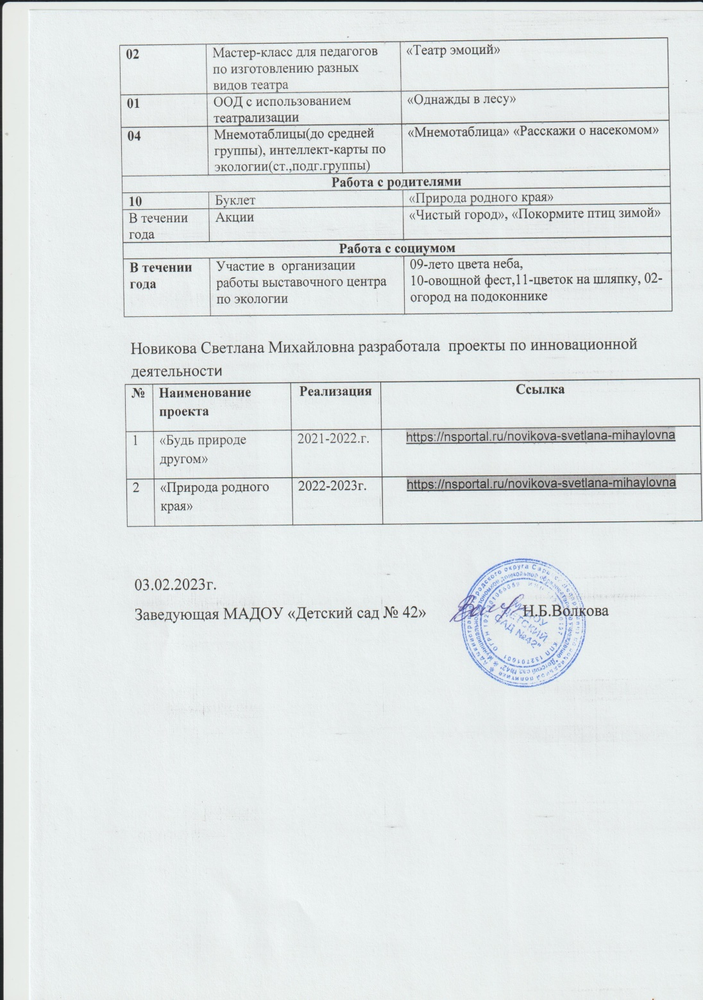 02 Мастер-класс для педагогов «Театр эмоций»
по изготовлению разных
видов театра
01 ООД с использованием «Однажды в лесу»
театрализации
04 Мнемотаблицы(до средней «Мнемотаблица» «Расскажи о насекомом»
группы), интеллект-карты по
экологии(ст.,подг.группы)
Работа с родителями
10 Буклет «Природа родного края»
В течении Акции «Чистый город», «Покормите птиц зимой»
года
Работа с социумом
В течении Участие в организации 09-лето цвета неба,
года работы выставочного центра 10-овощной фест,11-цветок на шляпку, 02-
по экологии огород на подоконнике
Новикова Светлана Михайловна разработала проекты по инновационной
деятельности
№ Наименование Реализация Ссылка
проекта
1 «Будь природе 2021-2022.г. https://nsportal.ru/novikova-svetlana-mihaylovna
другом»
2 «Природа родного 2022-2023г. https://nsportal.ru/novikova-svetlana-mihaylovna
края»
03.02.2023г.
Заведующая МАДОУ «Детский сад № 42» Н.Б.Волкова
МАДОУ
"ДЕТСКИЙ
САД №42"